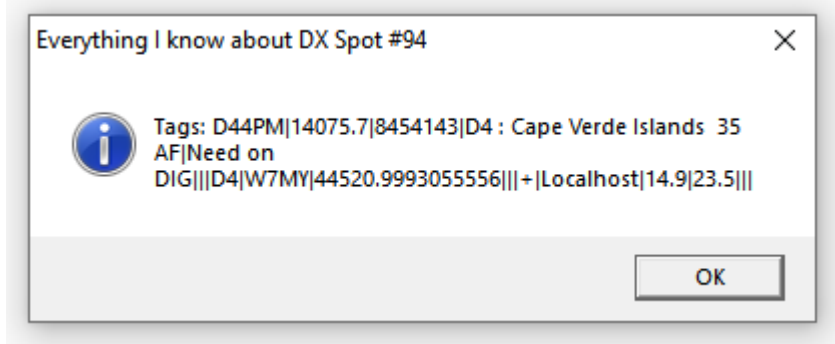 Everything I know about DX Spot #94
Tags: D44PM|14075.7|8454143|D4 : Cape Verde Islands  35
AF|Need on
DIG|||D4|W7MY|44520.9993055556|||+|Localhost|14.9|23.5|||
OK